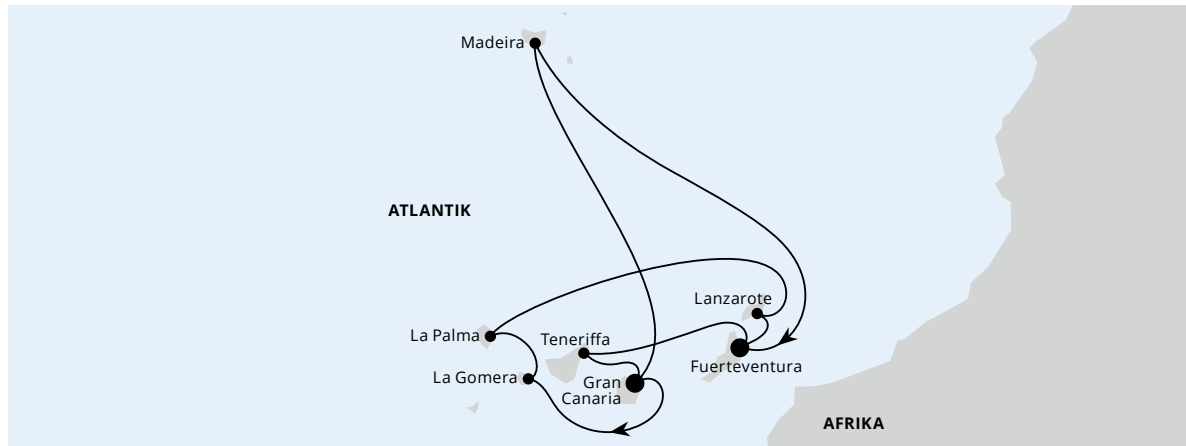 Madeira
ATLANTIK
Lanzarote
La Palma
Teneriffa
Fuerteventura
La Gomera
Gran
Canaria
AFRIKA